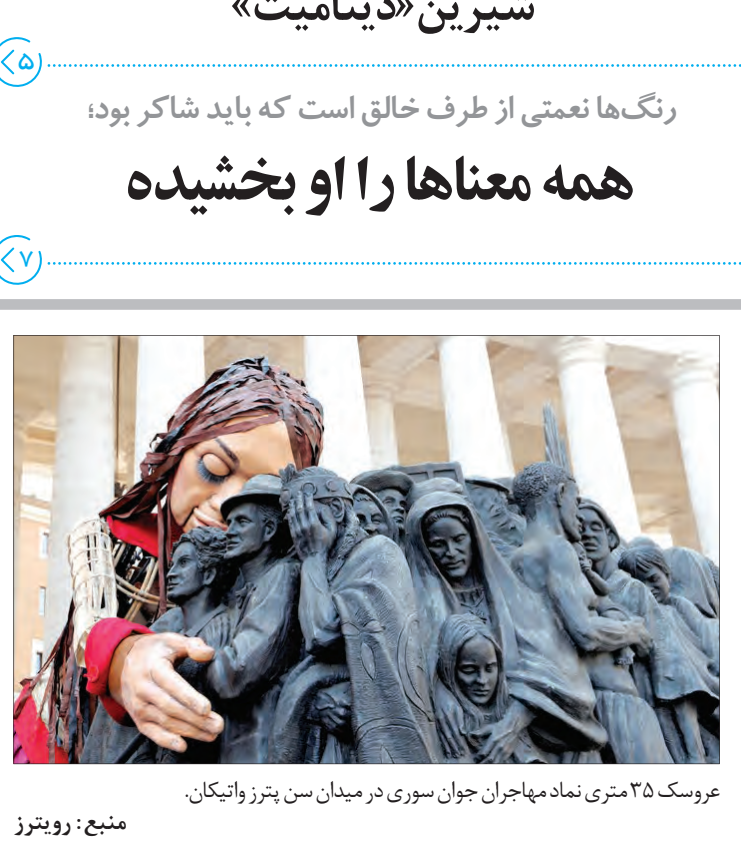 شیرین «دینامیت»
۵
رنگ‌ها نعمتی از طرف خالق است که باید شاکر بود؛
همه معناها را او بخشیده
۷
عروسک ۳۵ متری نماد مهاجران جوان سوری در میدان سن پترز واتیکان.
منبع: رویترز